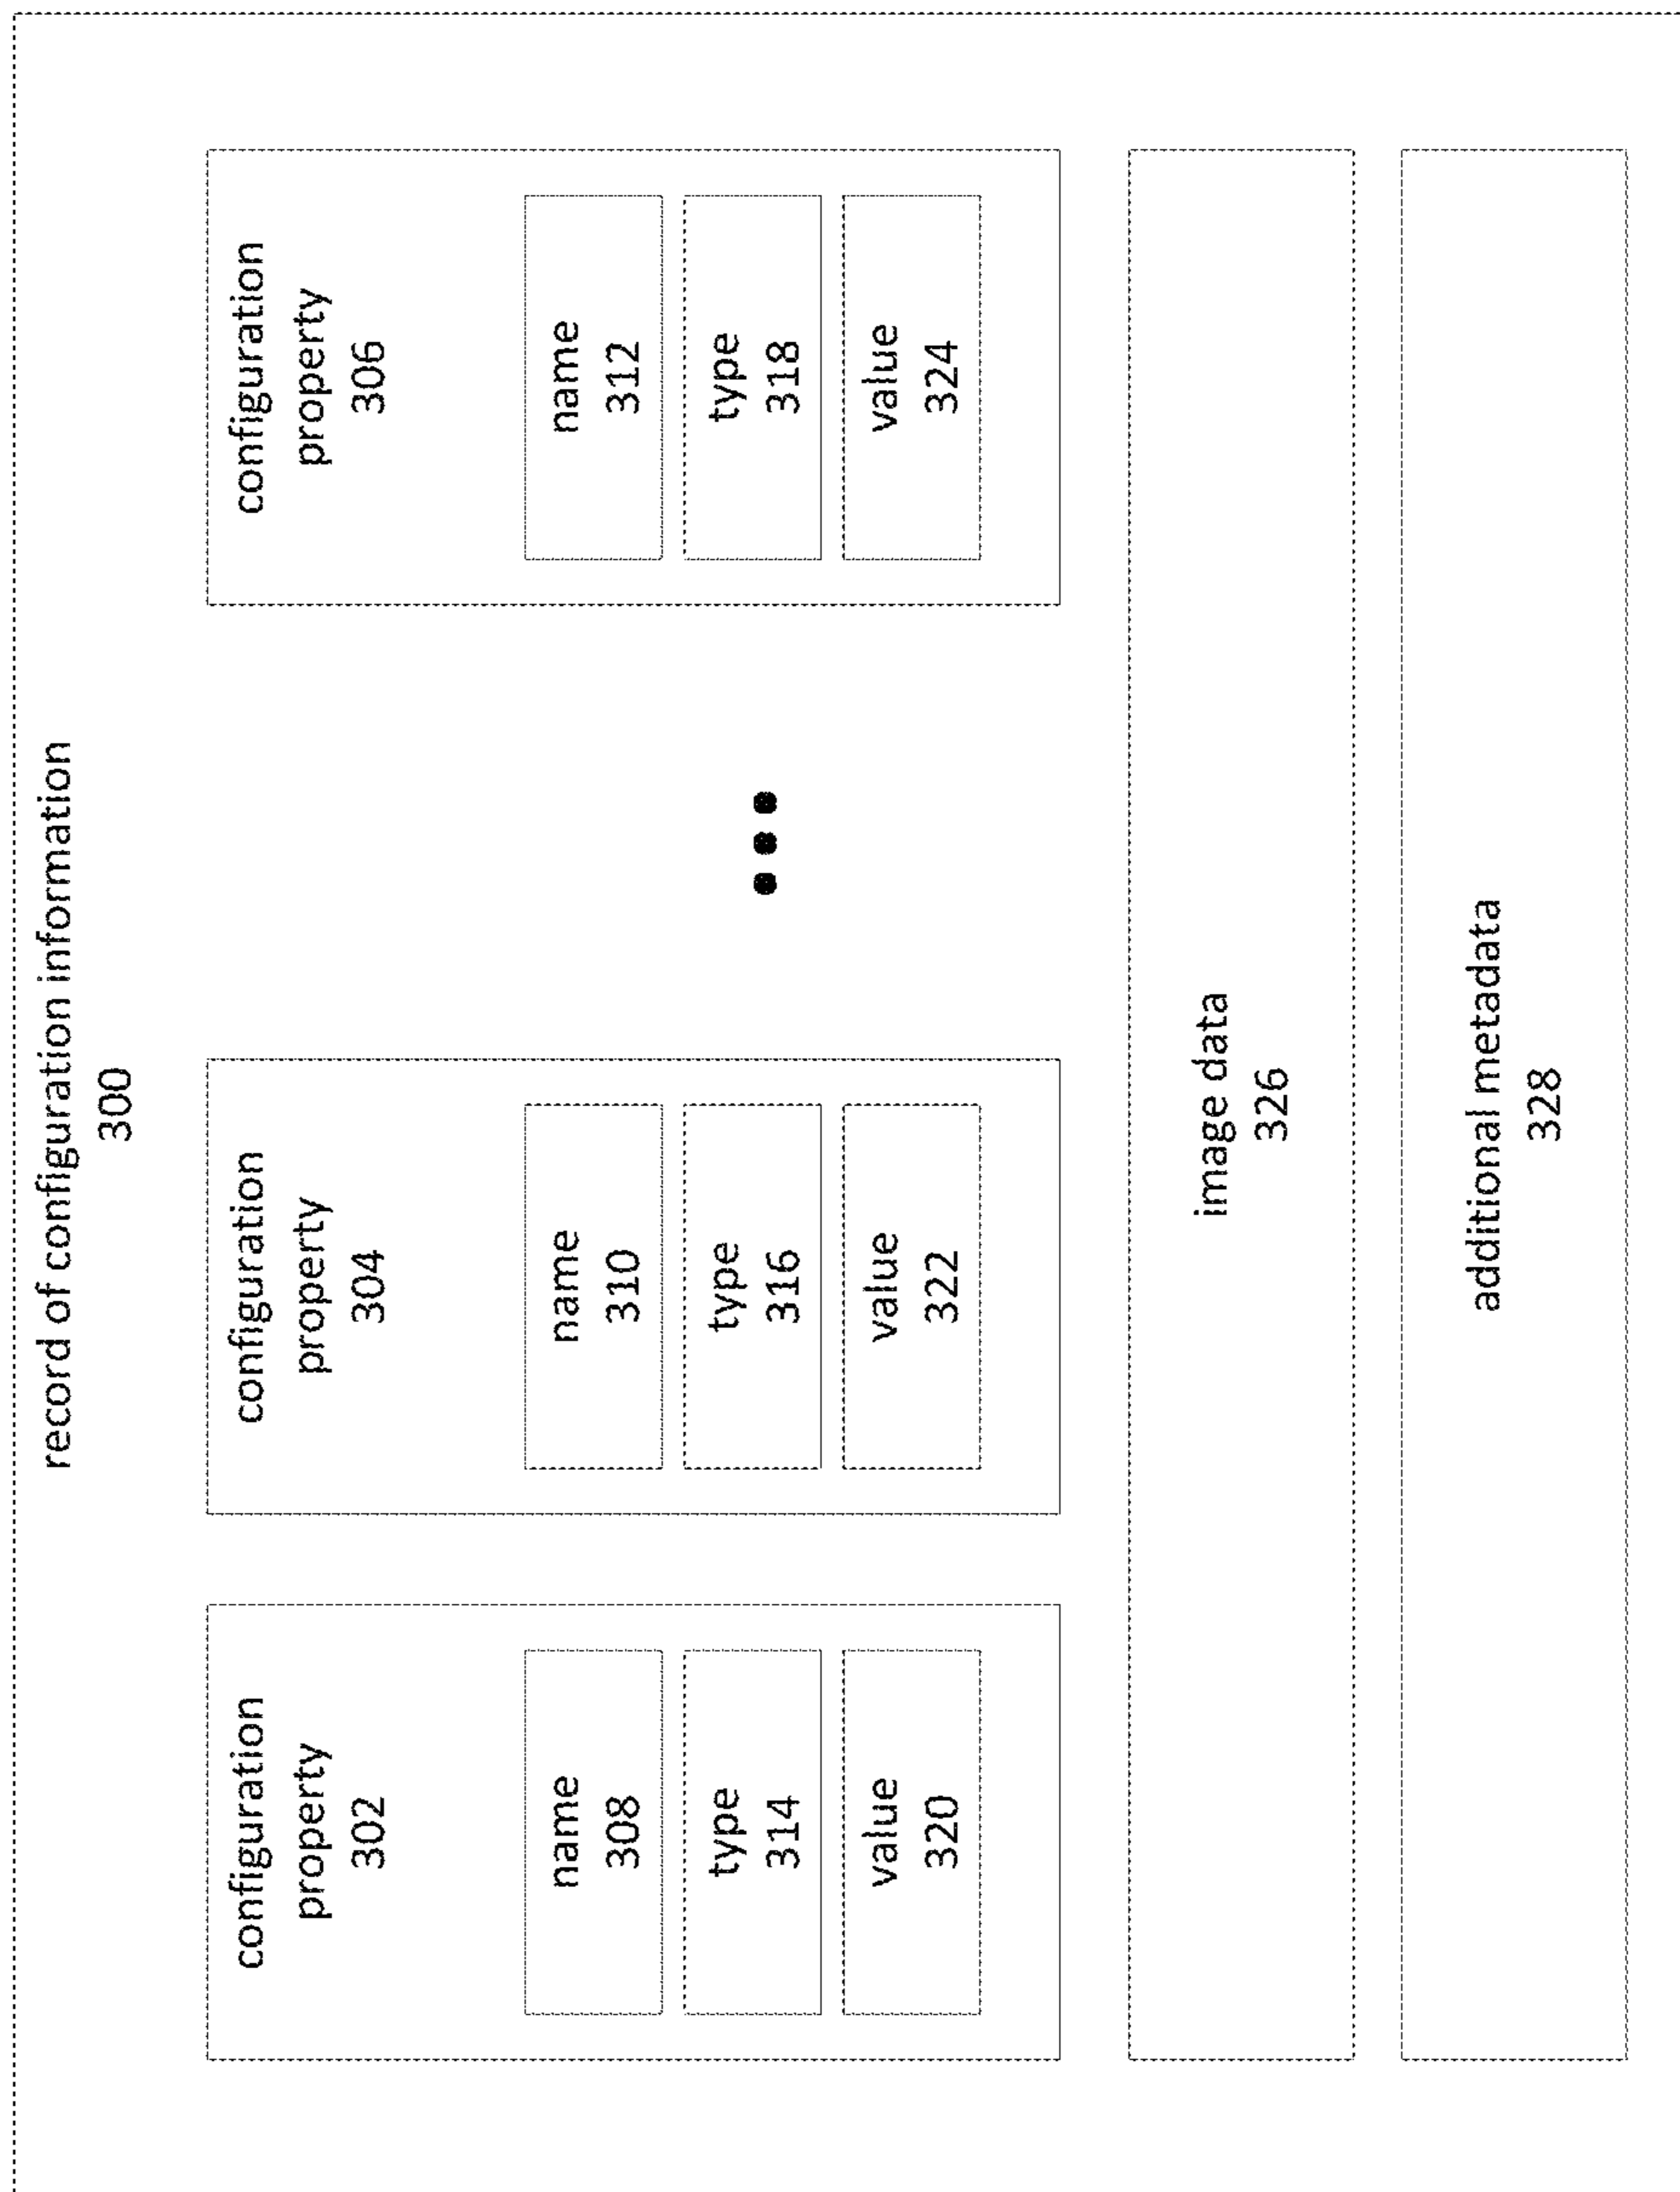 record of configuration information
300
configuration
property
302
name
308
type
314
value
320
configuration
property
304
name
310
type
316
value
322
configuration
property
306
name
312
type
318
value
324
image data
326
additional metadata
328